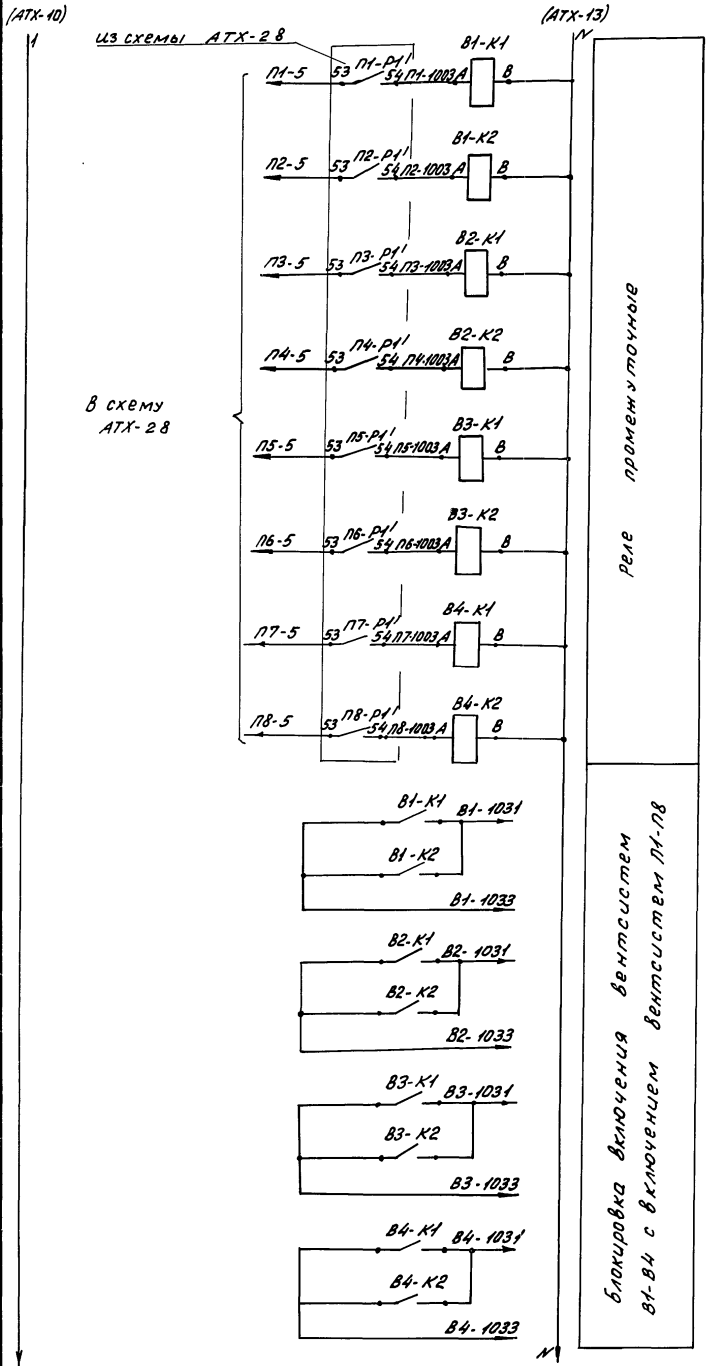 (АТХ-10)
(АТХ-13)
1
N
из схемы АТХ-28
П1-5 53 П1-Р1' 54 П1-1003 А В1-К1 В
П2-5 53 П2-Р1' 54 П2-1003 А В1-К2 В
П3-5 53 П3-Р1' 54 П3-1003 А В2-К1 В
П4-5 53 П4-Р1' 54 П4-1003 А В2-К2 В
В схему
АТХ-28
П5-5 53 П5-Р1' 54 П5-1003 А В3-К1 В
П6-5 53 П6-Р1' 54 П6-1003 А В3-К2 В
П7-5 53 П7-Р1' 54 П7-1003 А В4-К1 В
П8-5 53 П8-Р1' 54 П8-1003 А В4-К2 В
Реле промежуточные
В1-К1 В1-1031
В1-К2
В1-1033
В2-К1 В2-1031
В2-К2
В2-1033
В3-К1 В3-1031
В3-К2
В3-1033
В4-К1 В4-1031'
В4-К2
В4-1033
Блокировка включения вентсистем
В1-В4 с включением вентсистем П1-П8
N